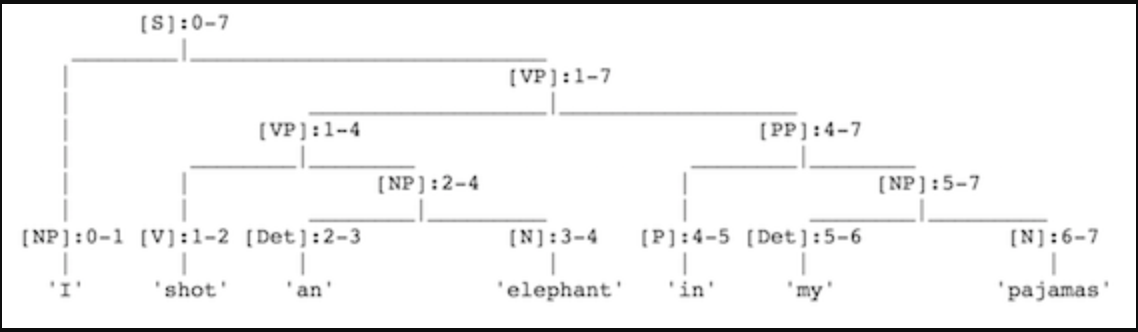 [S]:0-7
[VP]:1-7
[VP]:1-4 [PP]:4-7
[NP]:2-4 [NP]:5-7
[NP]:0-1 [V]:1-2 [Det]:2-3 [N]:3-4 [P]:4-5 [Det]:5-6 [N]:6-7
'I' 'shot' 'an' 'elephant' 'in' 'my' 'pajamas'